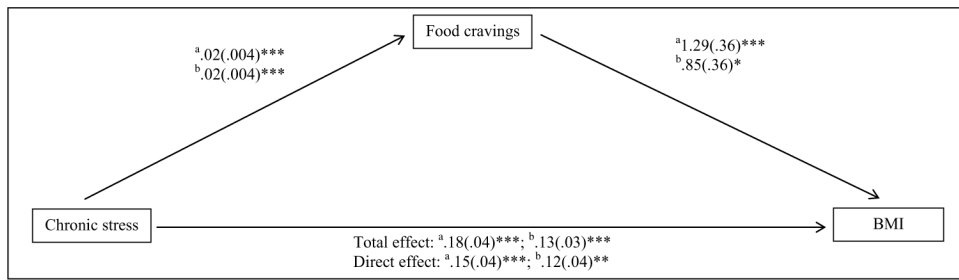 Food cravings
ᵃ.02(.004)***
ᵇ.02(.004)***
ᵃ1.29(.36)***
ᵇ.85(.36)*
Chronic stress
BMI
Total effect: ᵃ.18(.04)***; ᵇ.13(.03)***
Direct effect: ᵃ.15(.04)***; ᵇ.12(.04)**